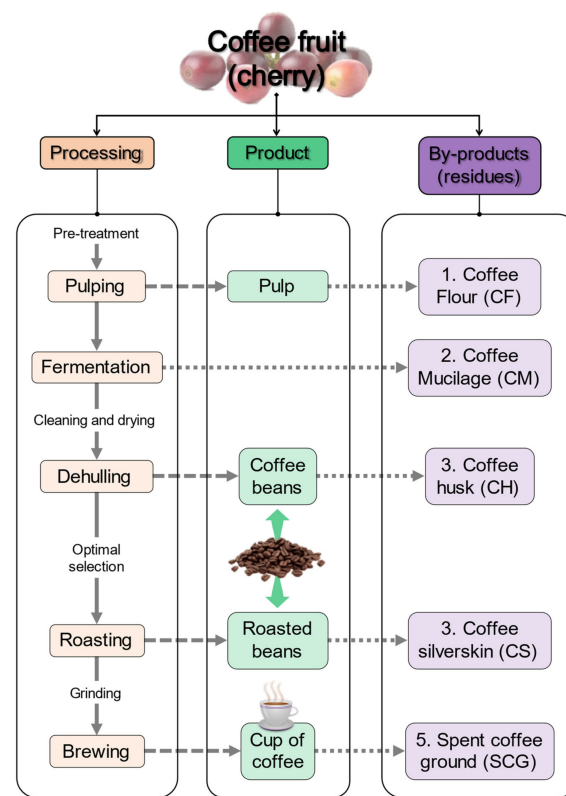 Coffee fruit
(cherry)
Processing
Product
By-products
(residues)
Pre-treatment
Pulping
Pulp
1. Coffee
Flour (CF)
Fermentation
2. Coffee
Mucilage (CM)
Cleaning and drying
Dehulling
Coffee
beans
3. Coffee
husk (CH)
Optimal
selection
Roasting
Roasted
beans
3. Coffee
silverskin (CS)
Grinding
Brewing
Cup of
coffee
5. Spent coffee
ground (SCG)